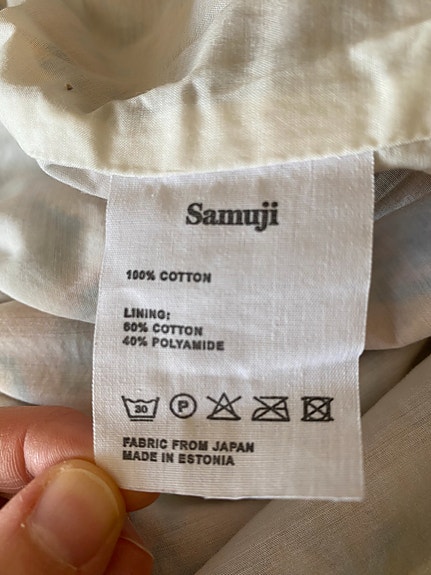 Samuji
100% COTTON
LINING:
60% COTTON
40% POLYAMIDE
30 P
FABRIC FROM JAPAN
MADE IN ESTONIA